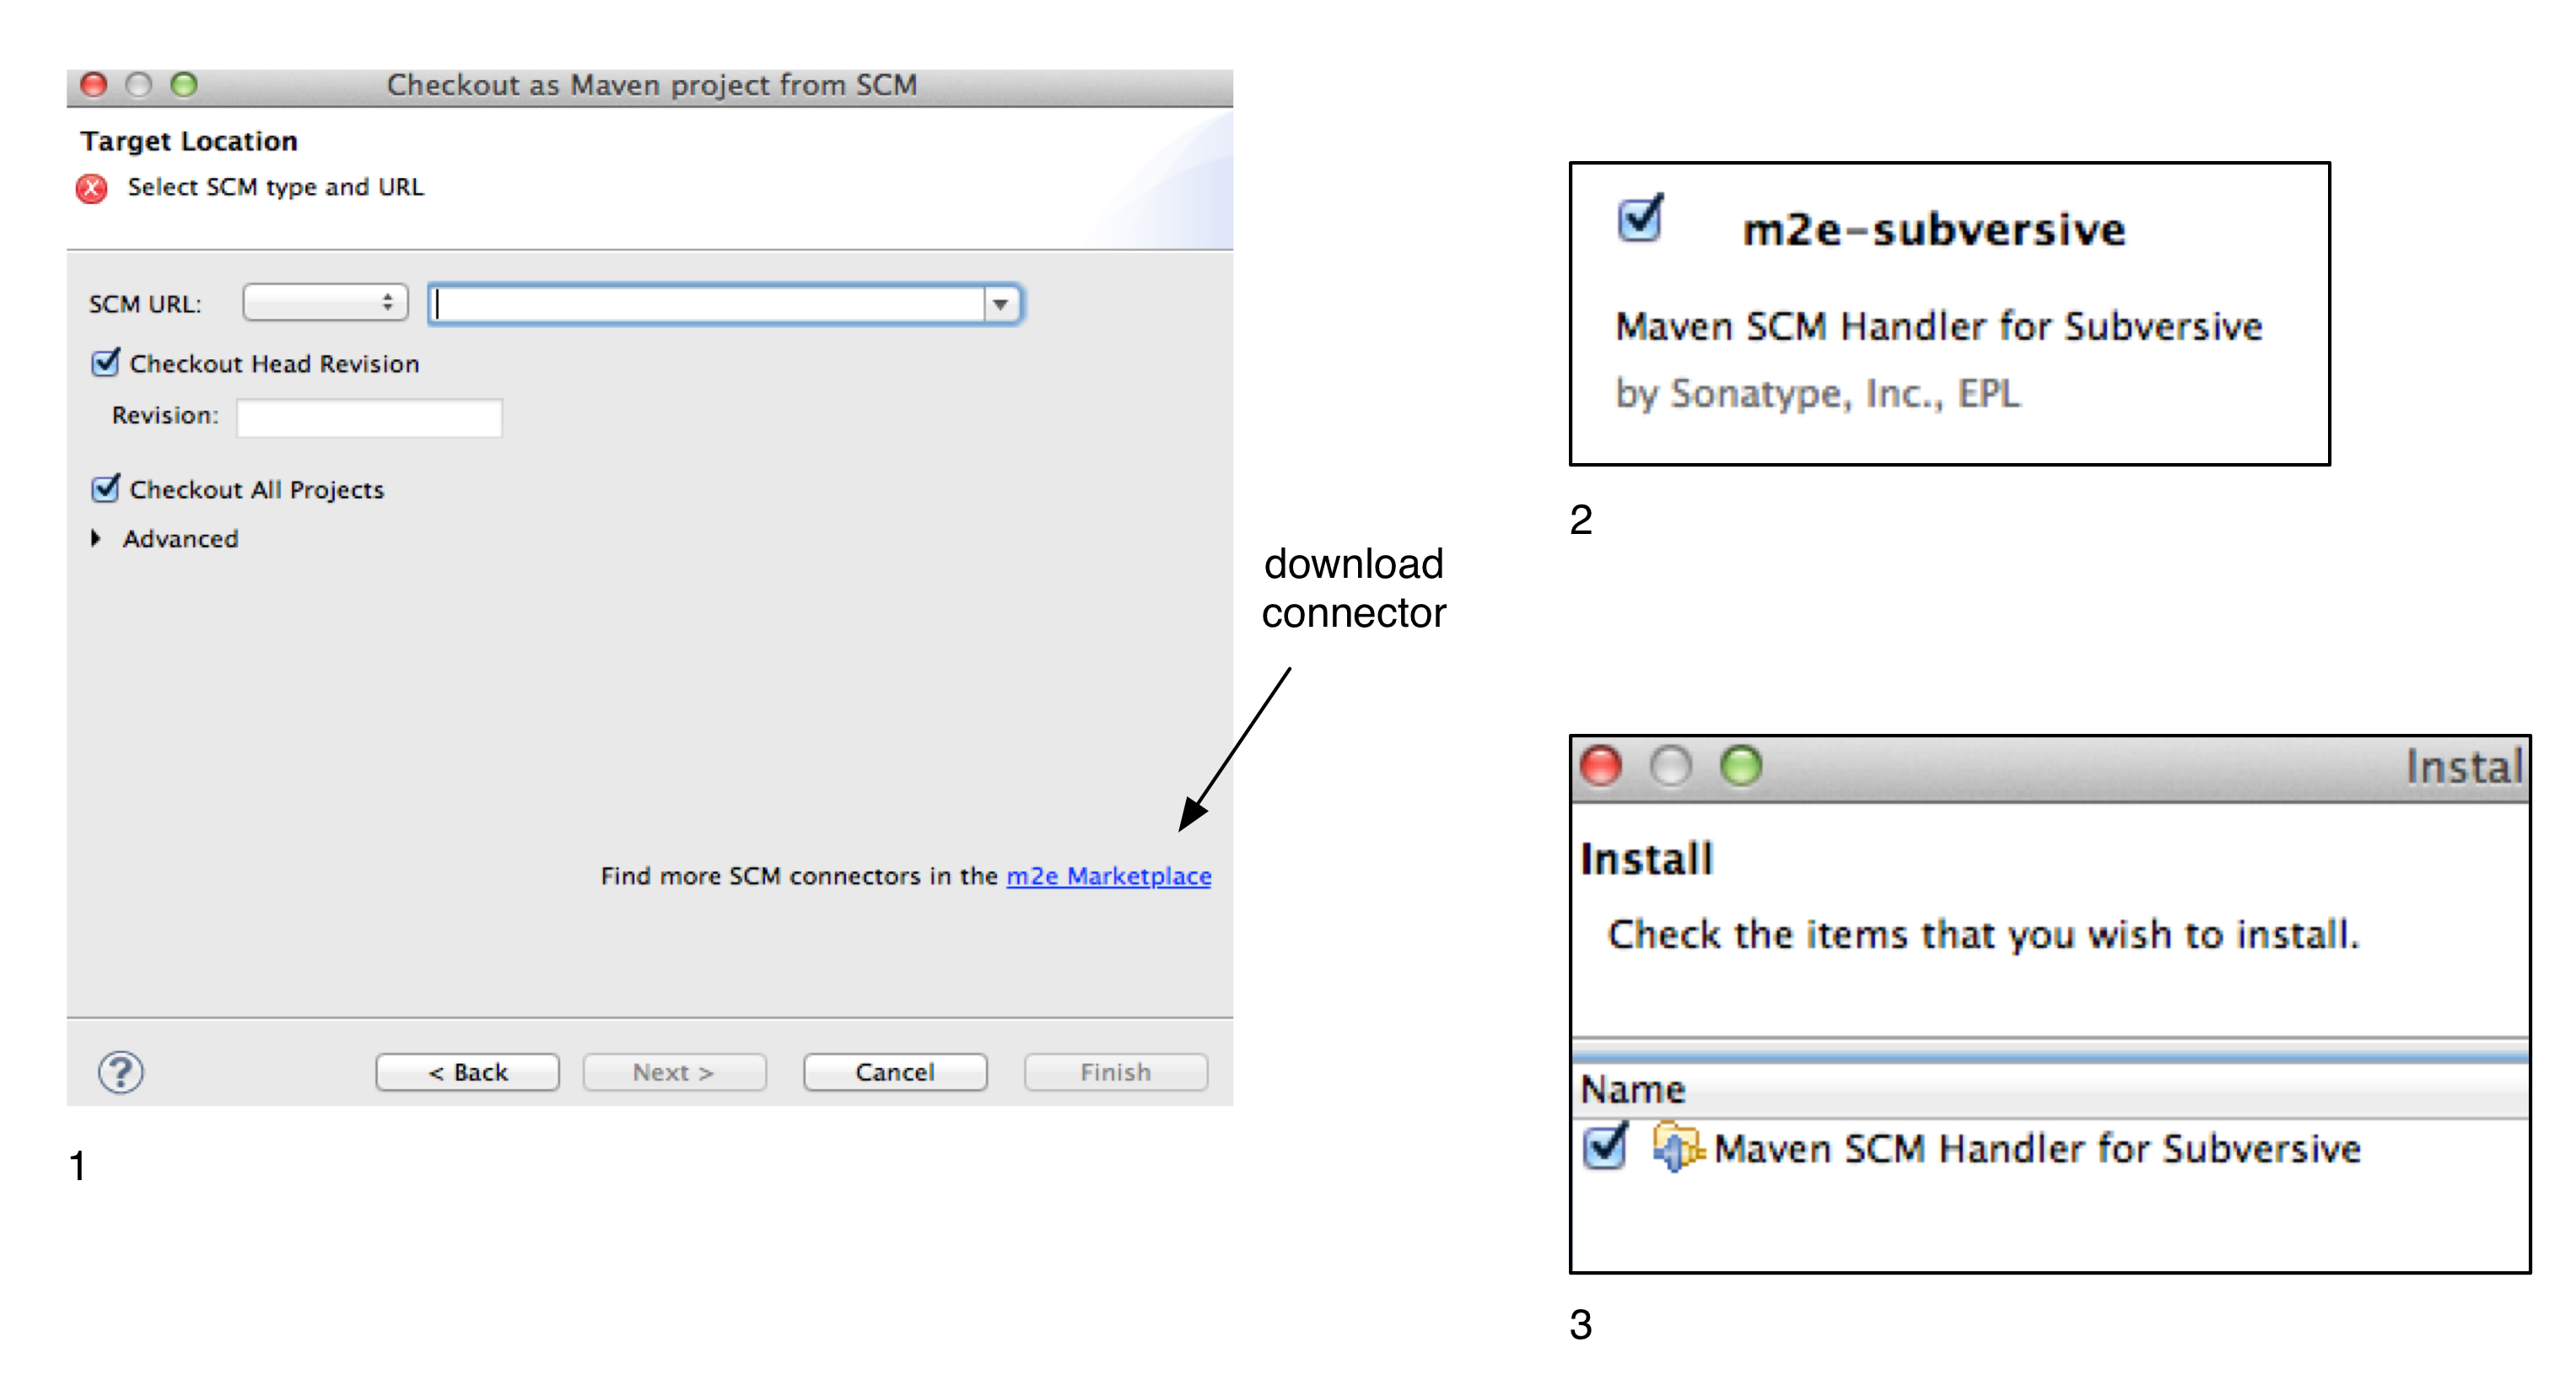 Checkout as Maven project from SCM
Target Location
Select SCM type and URL
SCM URL:
Checkout Head Revision
Revision:
Checkout All Projects
Advanced
download
connector
Find more SCM connectors in the m2e Marketplace
? < Back Next > Cancel Finish
1
m2e-subversive
Maven SCM Handler for Subversive
by Sonatype, Inc., EPL
2
Instal
Install
Check the items that you wish to install.
Name
Maven SCM Handler for Subversive
3